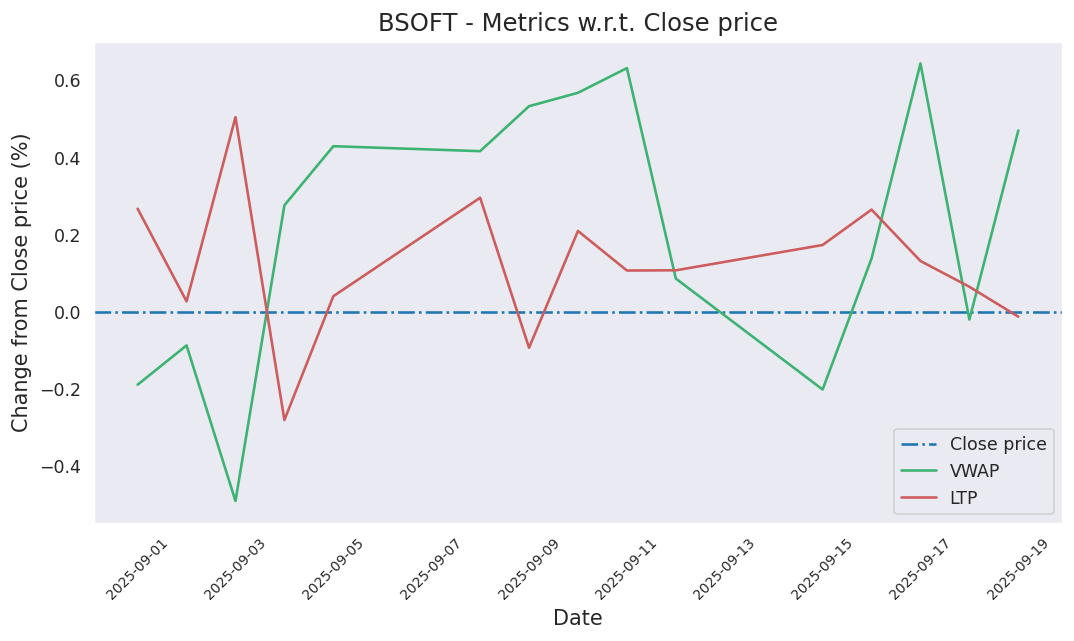 BSOFT - Metrics w.r.t. Close price
Change from Close price (%)
0.6
0.4
0.2
0.0
−0.2
−0.4
Close price
VWAP
LTP
2025-09-01
2025-09-03
2025-09-05
2025-09-07
2025-09-09
2025-09-11
2025-09-13
2025-09-15
2025-09-17
2025-09-19
Date